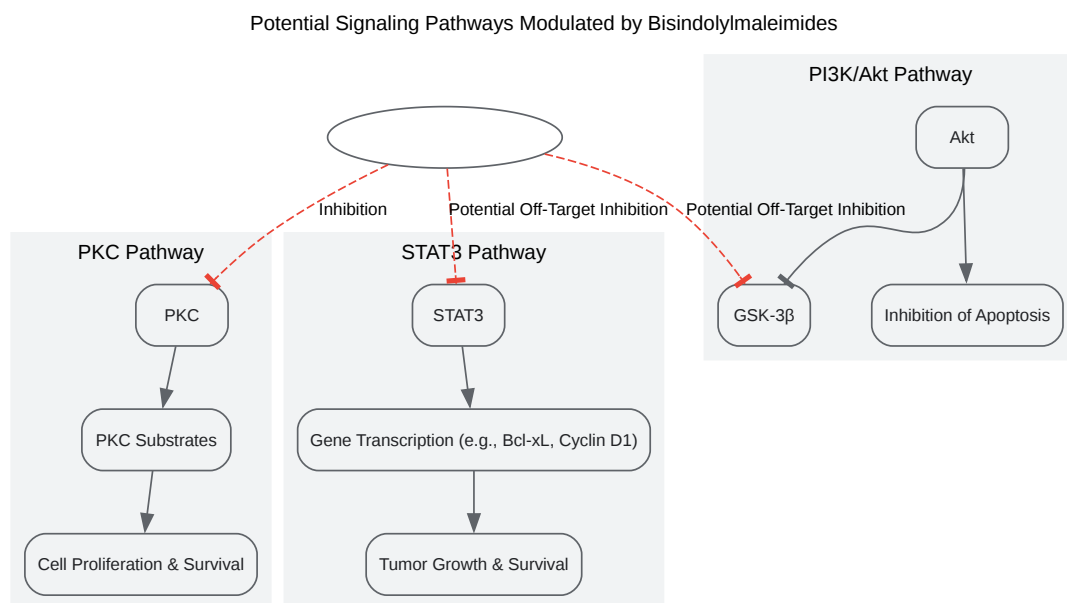 Potential Signaling Pathways Modulated by Bisindolylmaleimides
PI3K/Akt Pathway
Akt
Inhibition
Potential Off-Target Inhibition
Potential Off-Target Inhibition
PKC Pathway
STAT3 Pathway
PKC
STAT3
GSK-3β
Inhibition of Apoptosis
PKC Substrates
Gene Transcription (e.g., Bcl-xL, Cyclin D1)
Cell Proliferation & Survival
Tumor Growth & Survival